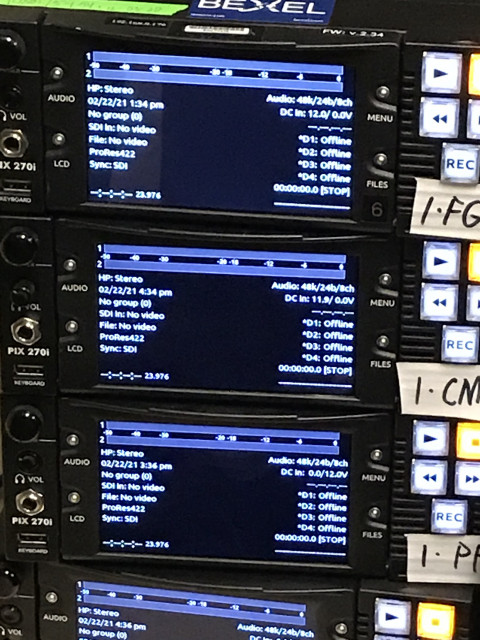 BEXEL
FW: v.2.34
1
2
HP: Stereo
02/22/21 1:34 pm
No group (0)
SDI In: No video
File: No video
ProRes422
Sync: SDI
23.976
Audio: 48k/24b/8ch
DC In: 12.0/ 0.0V
--:--:--.--
*D1: Offline
*D2: Offline
*D3: Offline
*D4: Offline
00:00:00.0 [STOP]
AUDIO
LCD
MENU
FILES
6
VOL
PIX 270i
KEYBOARD
REC
1·FG
1
2
HP: Stereo
02/22/21 4:34 pm
No group (0)
SDI In: No video
File: No video
ProRes422
Sync: SDI
23.976
Audio: 48k/24b/8ch
DC In: 11.9/ 0.0V
*D1: Offline
*D2: Offline
*D3: Offline
*D4: Offline
00:00:00.0 [STOP]
AUDIO
LCD
MENU
FILES
VOL
PIX 270i
KEYBOARD
REC
1·CM
1
2
HP: Stereo
02/22/21 3:36 pm
No group (0)
SDI In: No video
File: No video
ProRes422
Sync: SDI
23.976
Audio: 48k/24b/8ch
DC In: 0.0/12.0V
*D1: Offline
*D2: Offline
*D3: Offline
*D4: Offline
00:00:00.0 [STOP]
AUDIO
LCD
MENU
FILES
VOL
PIX 270i
KEYBOARD
REC
HP: Stereo
02/22/21
No group (0)
Audio: 48k/24b/8ch
AUDIO
MENU
VOL